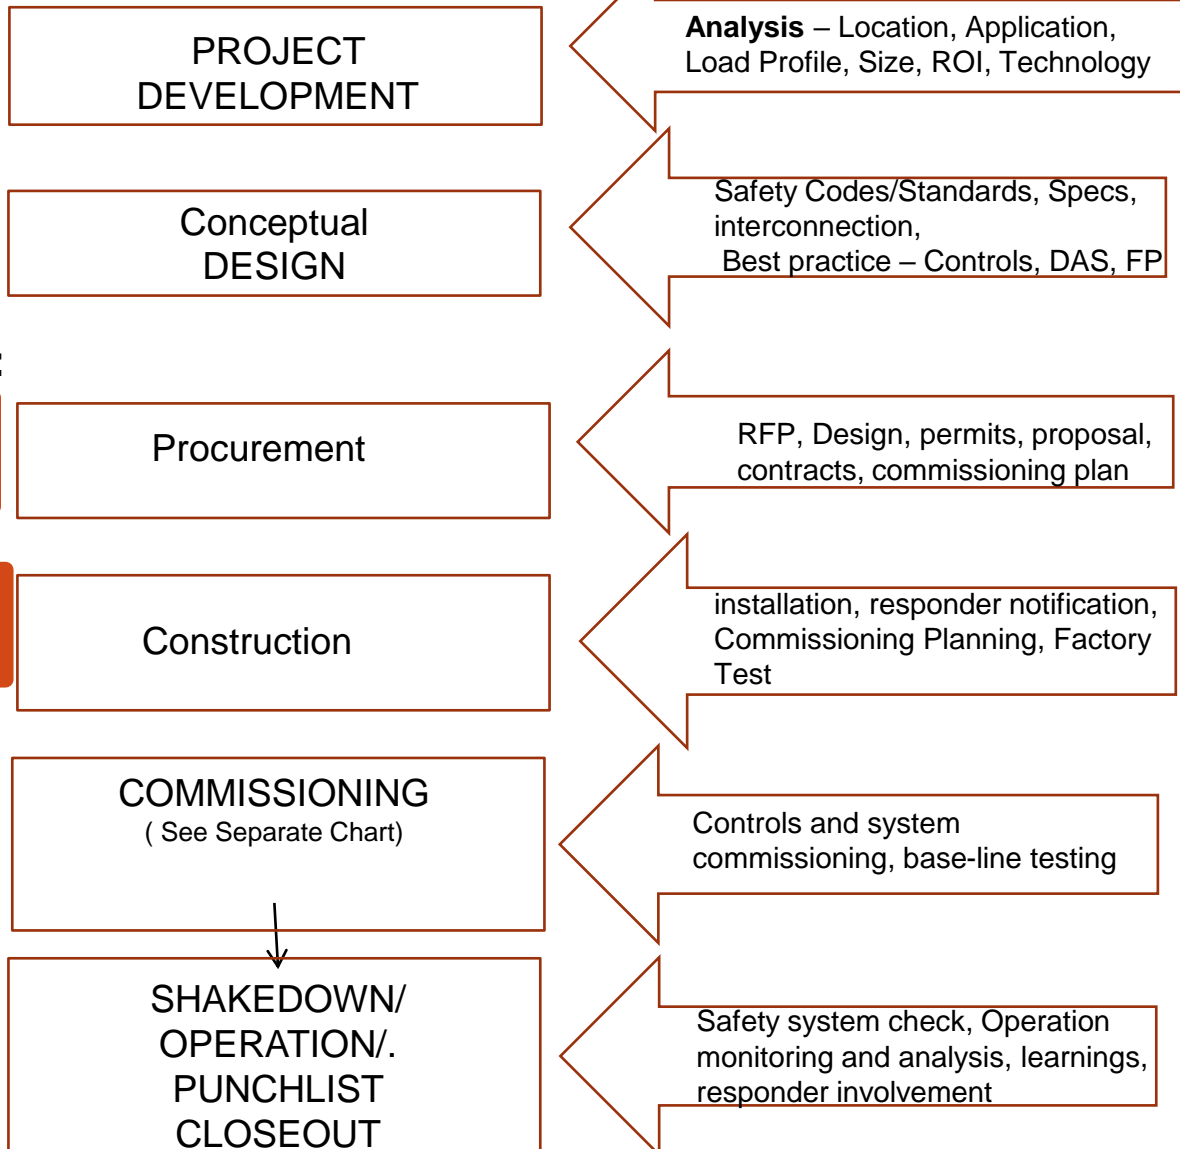 PROJECT
DEVELOPMENT
Analysis – Location, Application,
Load Profile, Size, ROI, Technology
Conceptual
DESIGN
Safety Codes/Standards, Specs,
interconnection,
Best practice – Controls, DAS, FP
Procurement
RFP, Design, permits, proposal,
contracts, commissioning plan
Construction
installation, responder notification,
Commissioning Planning, Factory
Test
COMMISSIONING
( See Separate Chart)
Controls and system
commissioning, base-line testing
SHAKEDOWN/
OPERATION/.
PUNCHLIST
CLOSEOUT
Safety system check, Operation
monitoring and analysis, learnings,
responder involvement